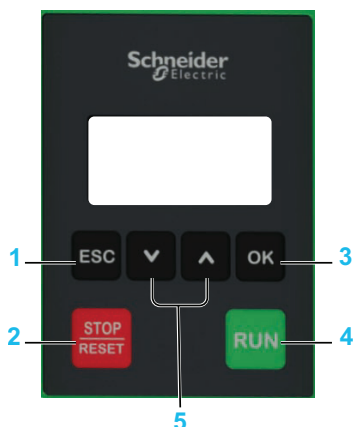 Schneider
Electric
1 ESC OK 3
2 STOP RUN 4
RESET
5